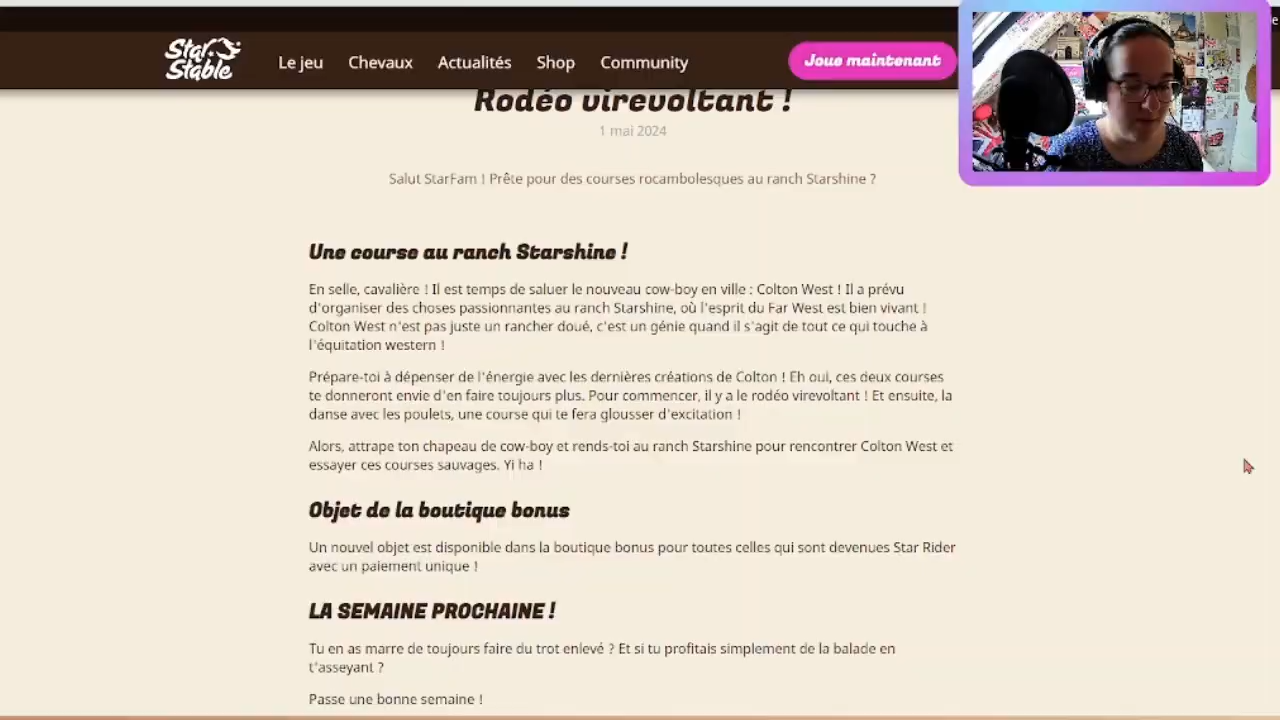 Star Stable
Le jeu
Chevaux
Actualités
Shop
Community
Joue maintenant
Rodéo virevoltant !
1 mai 2024
Salut StarFam ! Prête pour des courses rocambolesques au ranch Starshine ?
Une course au ranch Starshine !
En selle, cavalière ! Il est temps de saluer le nouveau cow-boy en ville : Colton West ! Il a prévu
d'organiser des choses passionnantes au ranch Starshine, où l'esprit du Far West est bien vivant !
Colton West n'est pas juste un rancher doué, c'est un génie quand il s'agit de tout ce qui touche à
l'équitation western !
Prépare-toi à dépenser de l'énergie avec les dernières créations de Colton ! Eh oui, ces deux courses
te donneront envie d'en faire toujours plus. Pour commencer, il y a le rodéo virevoltant ! Et ensuite, la
danse avec les poulets, une course qui te fera glousser d'excitation !
Alors, attrape ton chapeau de cow-boy et rends-toi au ranch Starshine pour rencontrer Colton West et
essayer ces courses sauvages. Yi ha !
Objet de la boutique bonus
Un nouvel objet est disponible dans la boutique bonus pour toutes celles qui sont devenues Star Rider
avec un paiement unique !
LA SEMAINE PROCHAINE !
Tu en as marre de toujours faire du trot enlevé ? Et si tu profitais simplement de la balade en
t'asseyant ?
Passe une bonne semaine !